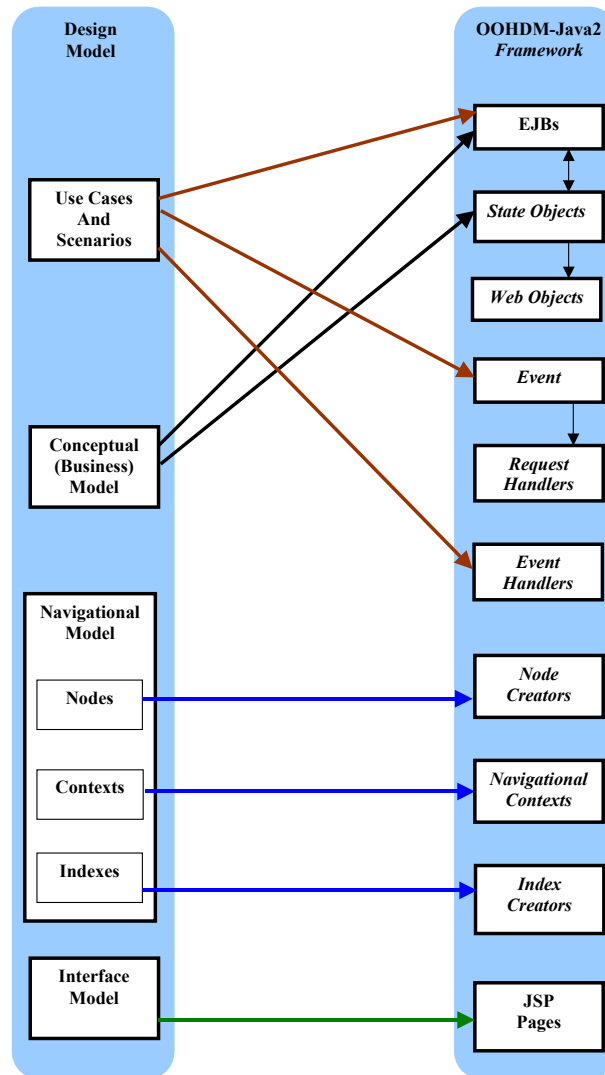 Design
Model
Use Cases
And
Scenarios
Conceptual
(Business)
Model
Navigational
Model
Nodes
Contexts
Indexes
Interface
Model
OOHDM-Java2
Framework
EJBs
State Objects
Web Objects
Event
Request
Handlers
Event
Handlers
Node
Creators
Navigational
Contexts
Index
Creators
JSP
Pages